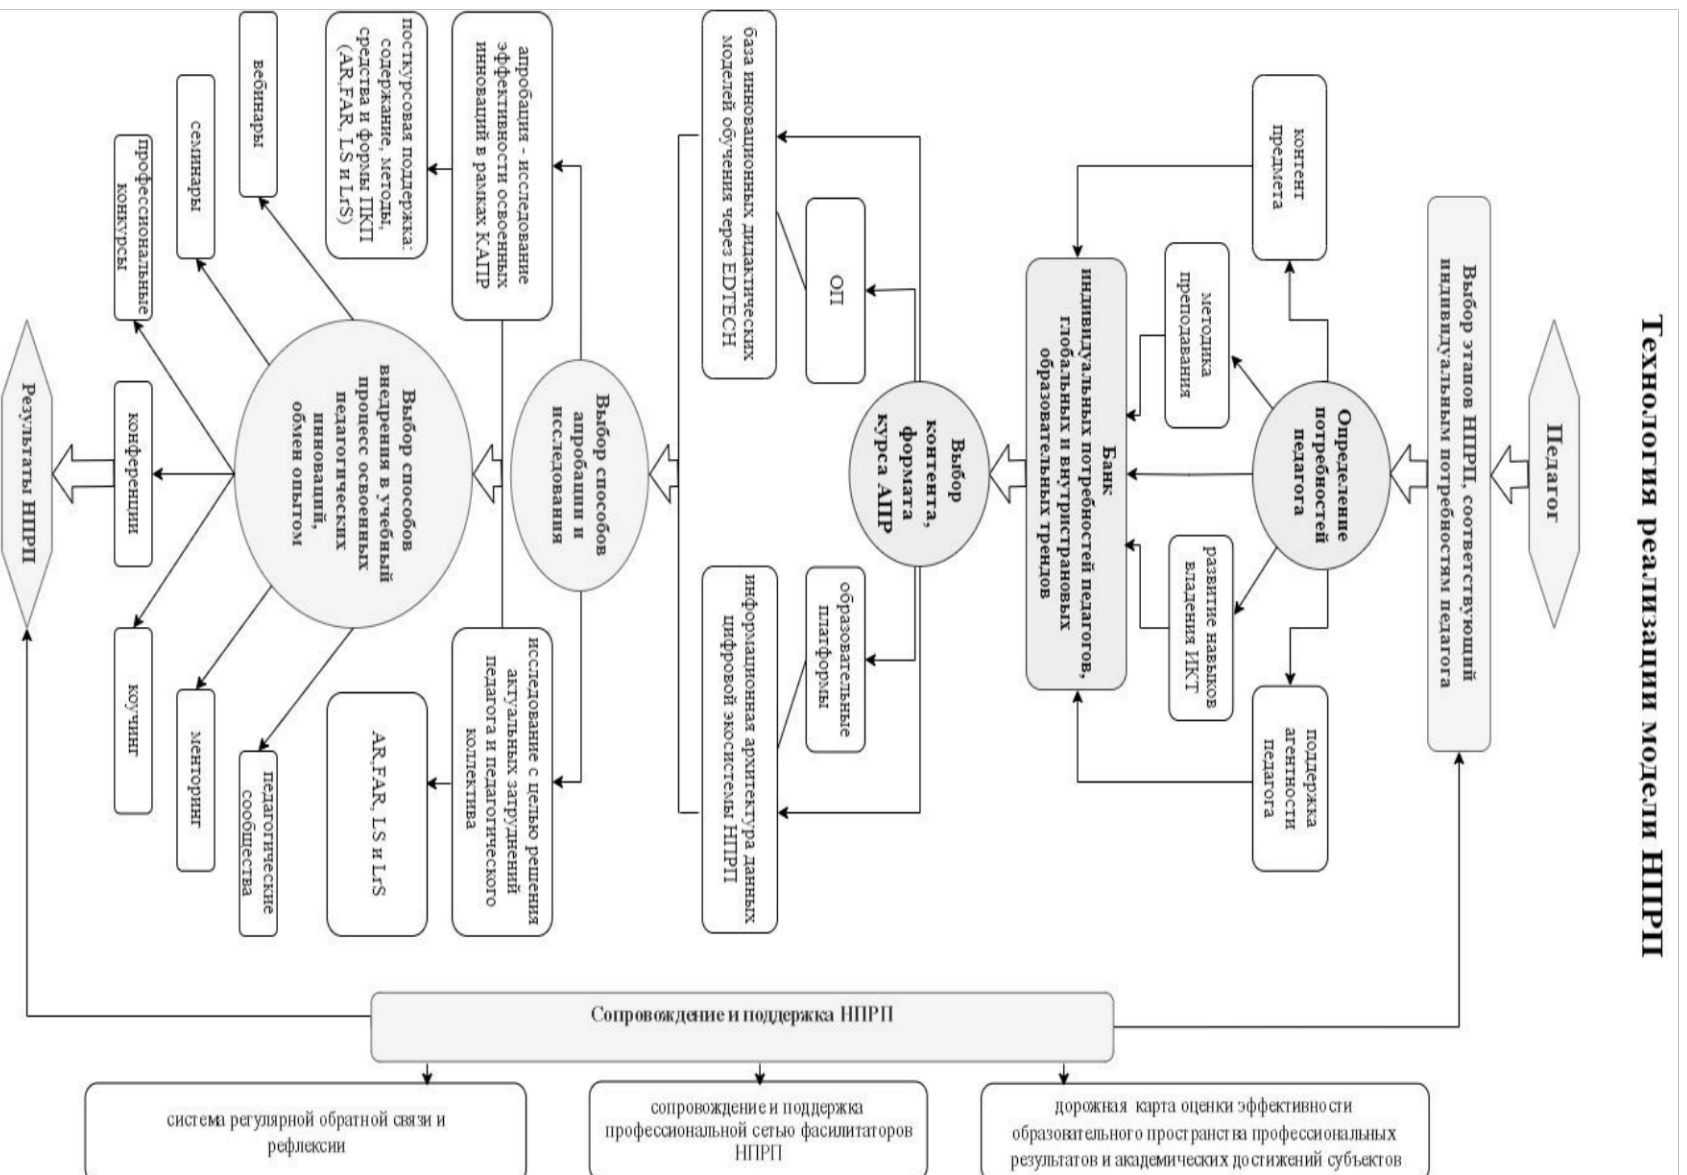 Технология реализации модели НПРП
Педагог
Выбор этапов НПРП, соответствующий
индивидуальным потребностям педагога
Определение
потребностей
педагога
контент
предмета
методика
преподавания
развитие навыков
владения ИКТ
поддержка
агентности
педагога
Банк
индивидуальных потребностей педагогов,
глобальных и внутристрановых
образовательных трендов
Выбор
контента,
формата
курса АПР
ОП
образовательные
платформы
база инновационных дидактических
моделей обучения через EDTECH
информационная архитектура данных
цифровой экосистемы НПРП
Выбор способов
апробации и
исследования
апробация - исследование
эффективности освоенных
инноваций в рамках КАПР
исследование с целью решения
актуальных затруднений
педагога и педагогического
коллектива
посткурсовая поддержка:
содержание, методы,
средства и формы ПКП
(AR,FAR, LS и LrS)
AR,FAR, LS и LrS
Выбор способов
внедрения в учебный
процесс освоенных
педагогических
инноваций,
обмен опытом
вебинары
семинары
профессиональные
конкурсы
конференции
коучинг
менторинг
педагогические
сообщества
Результаты НПРП
Сопровождение и поддержка НПРП
система регулярной обратной связи и
рефлексии
сопровождение и поддержка
профессиональной сетью фасилитаторов
НПРП
дорожная карта оценки эффективности
образовательного пространства профессиональных
результатов и академических достижений субъектов